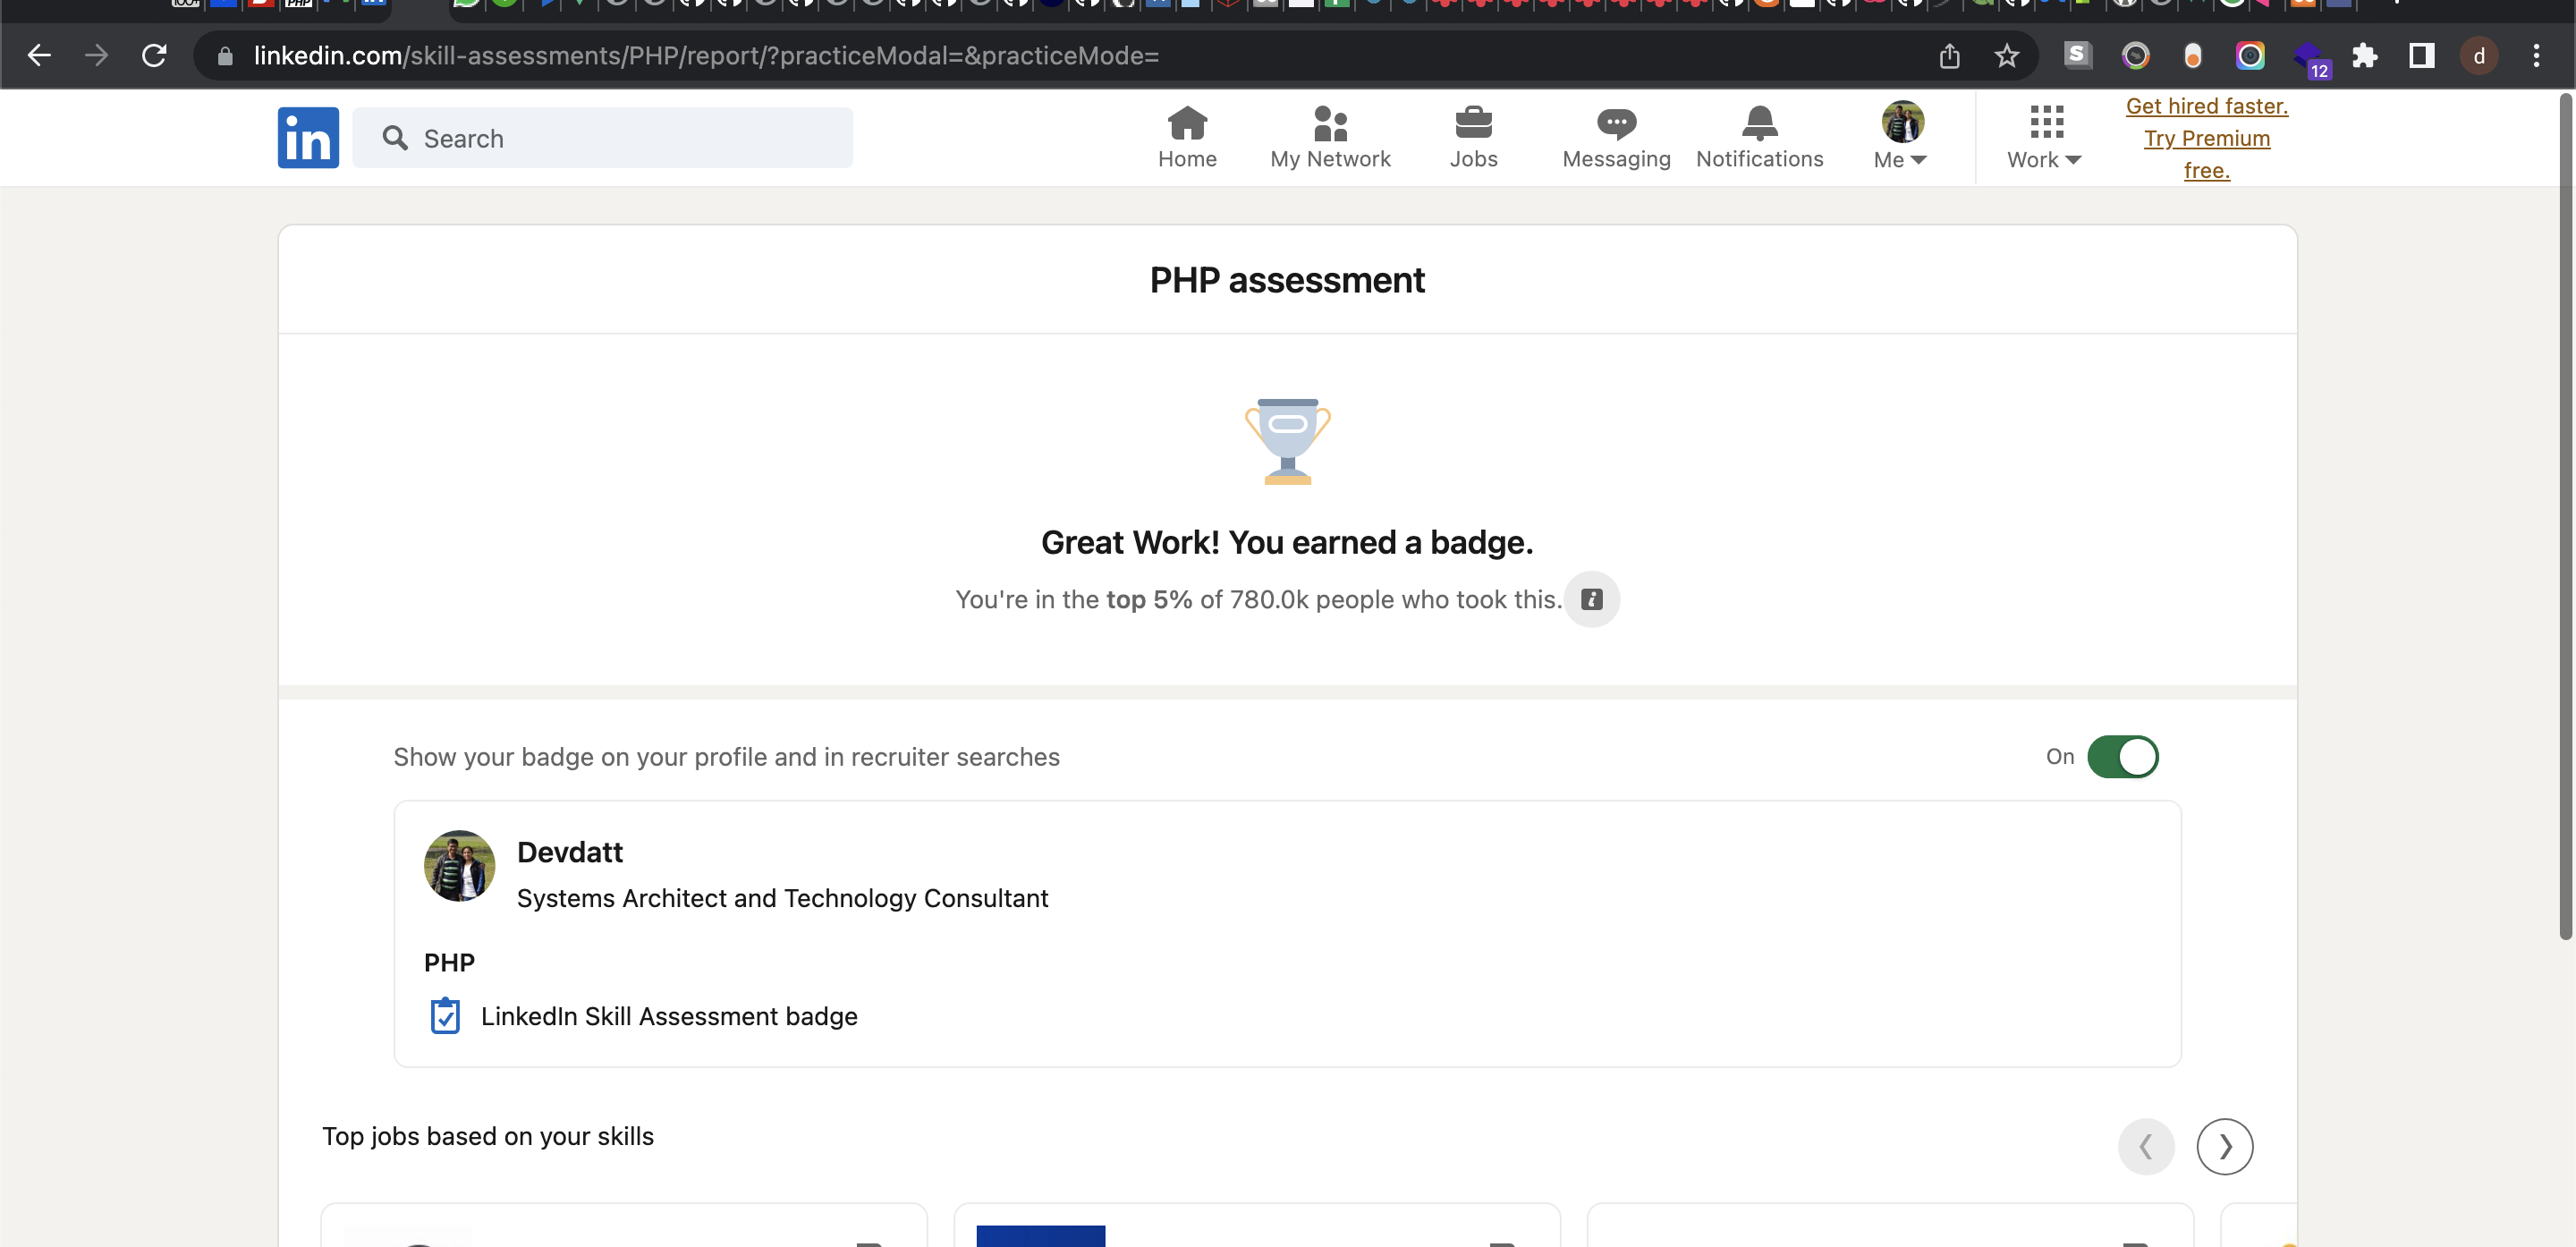 linkedin.com/skill-assessments/PHP/report/?practiceModal=&practiceMode=
S
12
d
in
Search
Home
My Network
Jobs
Messaging
Notifications
Me
Work
Get hired faster.
Try Premium
free.
PHP assessment
Great Work! You earned a badge.
You're in the top 5% of 780.0k people who took this.
Show your badge on your profile and in recruiter searches
On
Devdatt
Systems Architect and Technology Consultant
PHP
LinkedIn Skill Assessment badge
Top jobs based on your skills